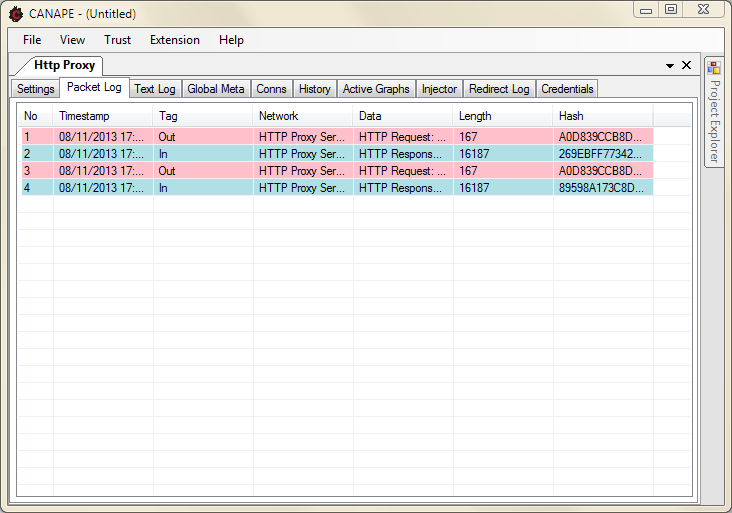 CANAPE - (Untitled)
File View Trust Extension Help
Http Proxy
Settings Packet Log Text Log Global Meta Conns History Active Graphs Injector Redirect Log Credentials
No Timestamp Tag Network Data Length Hash
1 08/11/2013 17:... Out HTTP Proxy Ser... HTTP Request: ... 167 A0D839CCB8D...
2 08/11/2013 17:... In HTTP Proxy Ser... HTTP Respons... 16187 269EBFF77342...
3 08/11/2013 17:... Out HTTP Proxy Ser... HTTP Request: ... 167 A0D839CCB8D...
4 08/11/2013 17:... In HTTP Proxy Ser... HTTP Respons... 16187 89598A173C8D...
Project Explorer